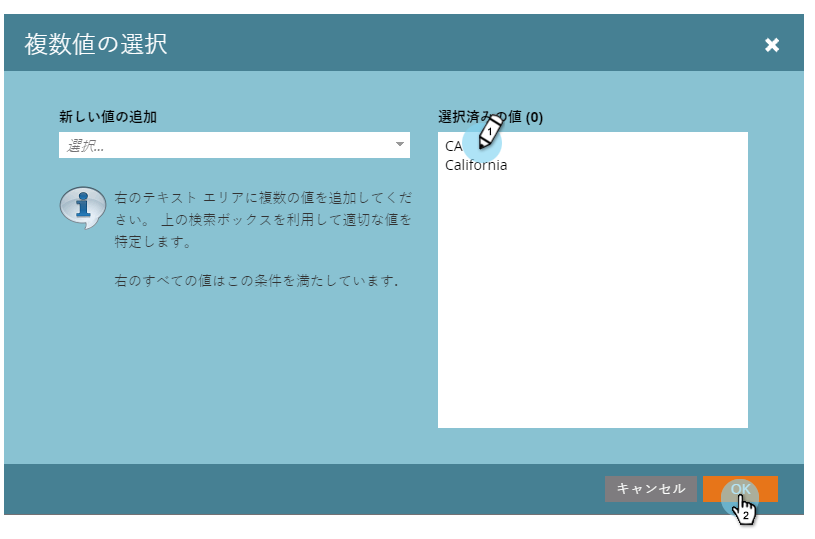 複数値の選択
新しい値の追加
選択...
右のテキスト エリアに複数の値を追加してくだ
さい。 上の検索ボックスを利用して適切な値を
特定します。
右のすべての値はこの条件を満たしています.
選択済みの値 (0)
CA
California
1
キャンセル
OK
2